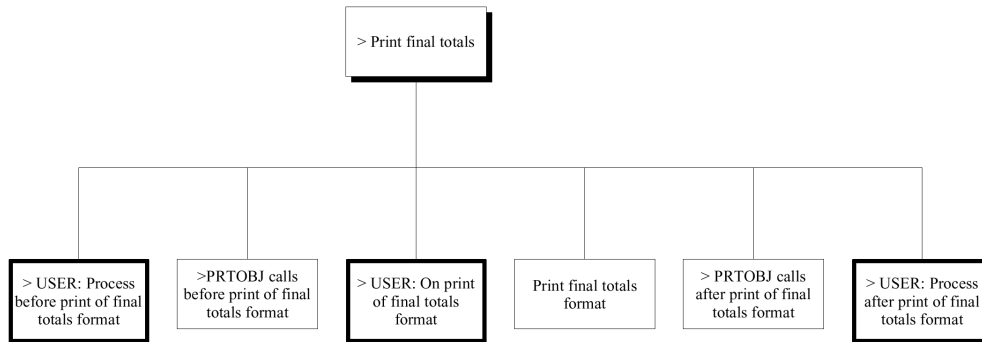 > Print final totals
> USER: Process
before print of final
totals format
>PRTOBJ calls
before print of final
totals format
> USER: On print
of final totals
format
Print final totals
format
> PRTOBJ calls
after print of final
totals format
> USER: Process
after print of final
totals format